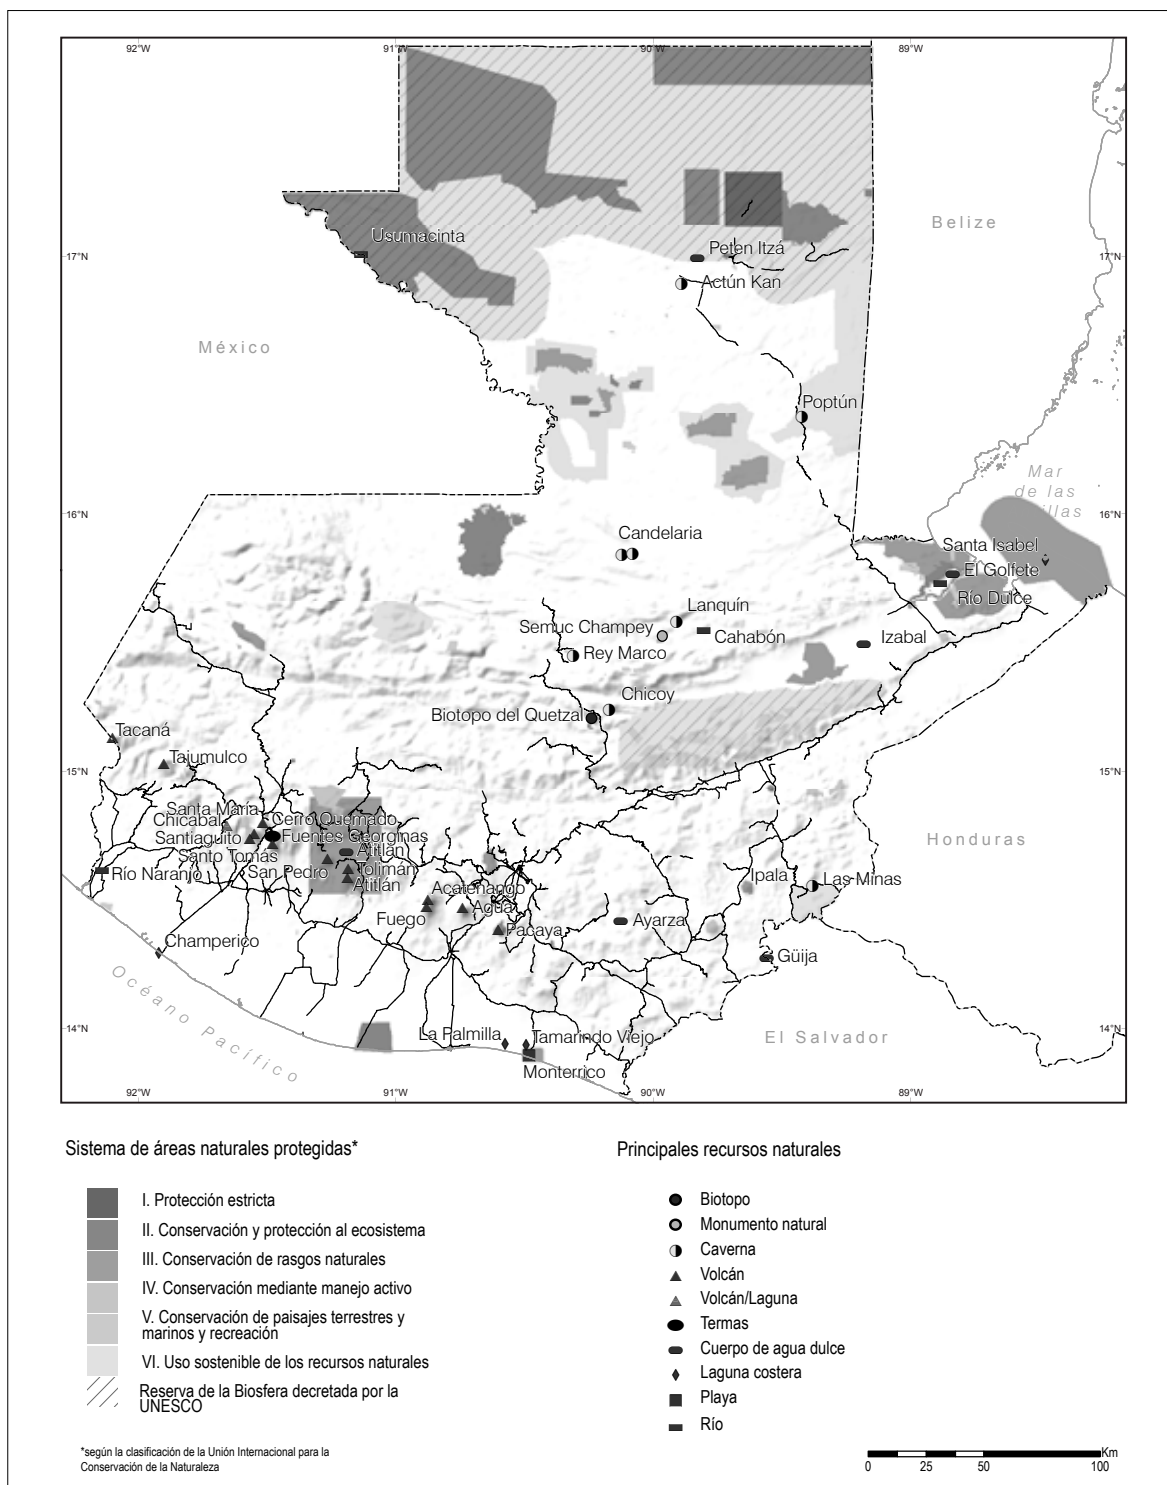 92°W
91°W
90°W
89°W
Belize
Usumacinta
Peten Itzá
17°N
17°N
Actún Kan
México
Poptún
Mar
de las
illas
16°N
16°N
Candelaria
Santa Isabel
El Golfete
Río Dulce
Lanquín
Semuc Champey
Cahabón
Izabal
Rey Marco
Chicoy
Biotopo del Quetzal
Tacaná
Tajumulco
15°N
15°N
Santa María
Chicabal
Cerro Quemado
Santiaguito
Fuentes Georginas
Honduras
Santo Tomás
Atitlán
Río Naranjo
San Pedro
Tolimán
Atitlán
Ipala
Las Minas
Acatenango
Fuego
Agua
Ayarza
Pacaya
Champerico
Güija
Océano Pacífico
14°N
La Palmilla
Tamarindo Viejo
El Salvador
14°N
Monterrico
92°W
91°W
90°W
89°W
Sistema de áreas naturales protegidas*
I. Protección estricta
II. Conservación y protección al ecosistema
III. Conservación de rasgos naturales
IV. Conservación mediante manejo activo
V. Conservación de paisajes terrestres y
marinos y recreación
VI. Uso sostenible de los recursos naturales
Reserva de la Biosfera decretada por la
UNESCO
*según la clasificación de la Unión Internacional para la
Conservación de la Naturaleza
Principales recursos naturales
Biotopo
Monumento natural
Caverna
Volcán
Volcán/Laguna
Termas
Cuerpo de agua dulce
Laguna costera
Playa
Río
Km
0 25 50 100